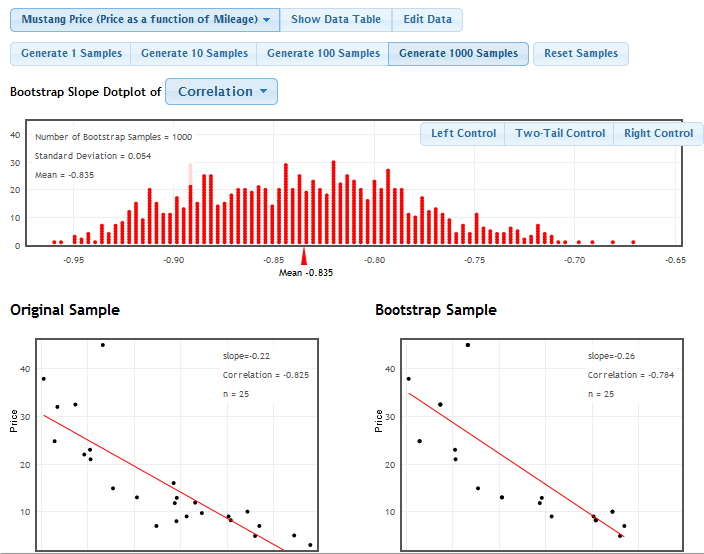 Mustang Price (Price as a function of Mileage) Show Data Table Edit Data
Generate 1 Samples Generate 10 Samples Generate 100 Samples Generate 1000 Samples Reset Samples
Bootstrap Slope Dotplot of Correlation
Left Control Two-Tail Control Right Control
Number of Bootstrap Samples = 1000
Standard Deviation = 0.054
Mean = -0.835
40
30
20
10
0
-0.95 -0.90 -0.85 -0.80 -0.75 -0.70 -0.65
Mean -0.835
Original Sample
slope=-0.22
Correlation = -0.825
n = 25
Price
40
30
20
10
Bootstrap Sample
slope=-0.26
Correlation = -0.784
n = 25
Price
40
30
20
10